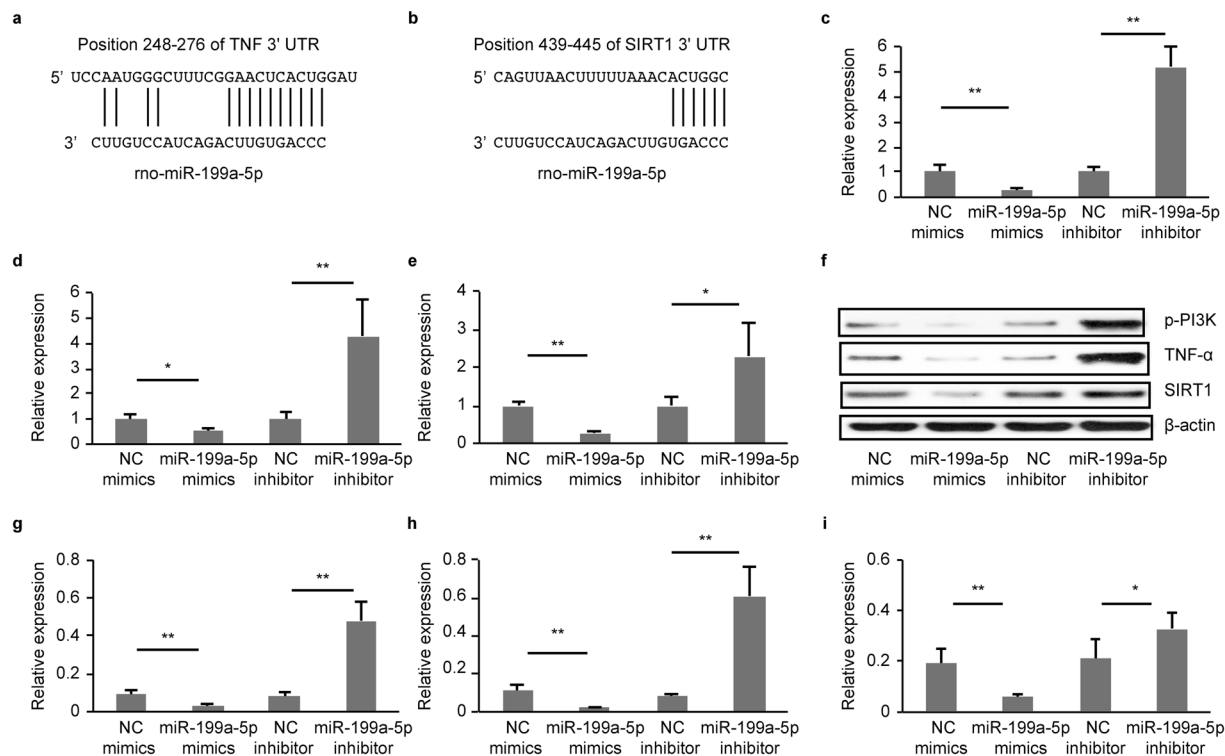 a
Position 248-276 of TNF 3' UTR
5' UCCAAUGGGCUUUCGGAACUCACUGGAU
3' CUUGUCCAUCAGACUUGUGACCC
rno-miR-199a-5p
b
Position 439-445 of SIRT1 3' UTR
5' CAGUUAACUUUUUAAACACUGGC
3' CUUGUCCAUCAGACUUGUGACCC
rno-miR-199a-5p
c
Relative expression
6
5
4
3
2
1
0
**
**
NC mimics
miR-199a-5p mimics
NC inhibitor
miR-199a-5p inhibitor
d
Relative expression
6
5
4
3
2
1
0
*
**
NC mimics
miR-199a-5p mimics
NC inhibitor
miR-199a-5p inhibitor
e
Relative expression
4
3
2
1
0
**
*
NC mimics
miR-199a-5p mimics
NC inhibitor
miR-199a-5p inhibitor
f
p-PI3K
TNF-α
SIRT1
β-actin
NC mimics
miR-199a-5p mimics
NC inhibitor
miR-199a-5p inhibitor
g
Relative expression
0.8
0.6
0.4
0.2
0
**
**
NC mimics
miR-199a-5p mimics
NC inhibitor
miR-199a-5p inhibitor
h
Relative expression
0.8
0.6
0.4
0.2
0
**
**
NC mimics
miR-199a-5p mimics
NC inhibitor
miR-199a-5p inhibitor
i
Relative expression
0.6
0.4
0.2
0
**
*
NC mimics
miR-199a-5p mimics
NC inhibitor
miR-199a-5p inhibitor